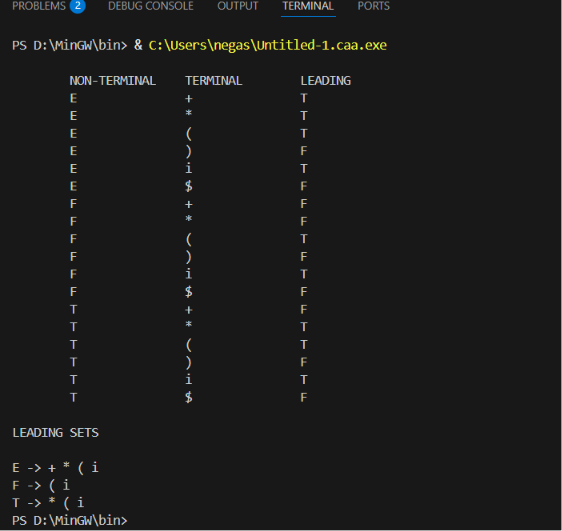 PROBLEMS 2 DEBUG CONSOLE OUTPUT TERMINAL PORTS
PS D:\MinGW\bin> & C:\Users\negas\Untitled-1.caa.exe
NON-TERMINAL TERMINAL LEADING
E + T
E * T
E ( T
E ) F
E i T
E $ F
F + F
F * F
F ( T
F ) F
F i T
F $ F
T + F
T * T
T ( T
T ) F
T i T
T $ F
LEADING SETS
E -> + * ( i
F -> ( i
T -> * ( i
PS D:\MinGW\bin>